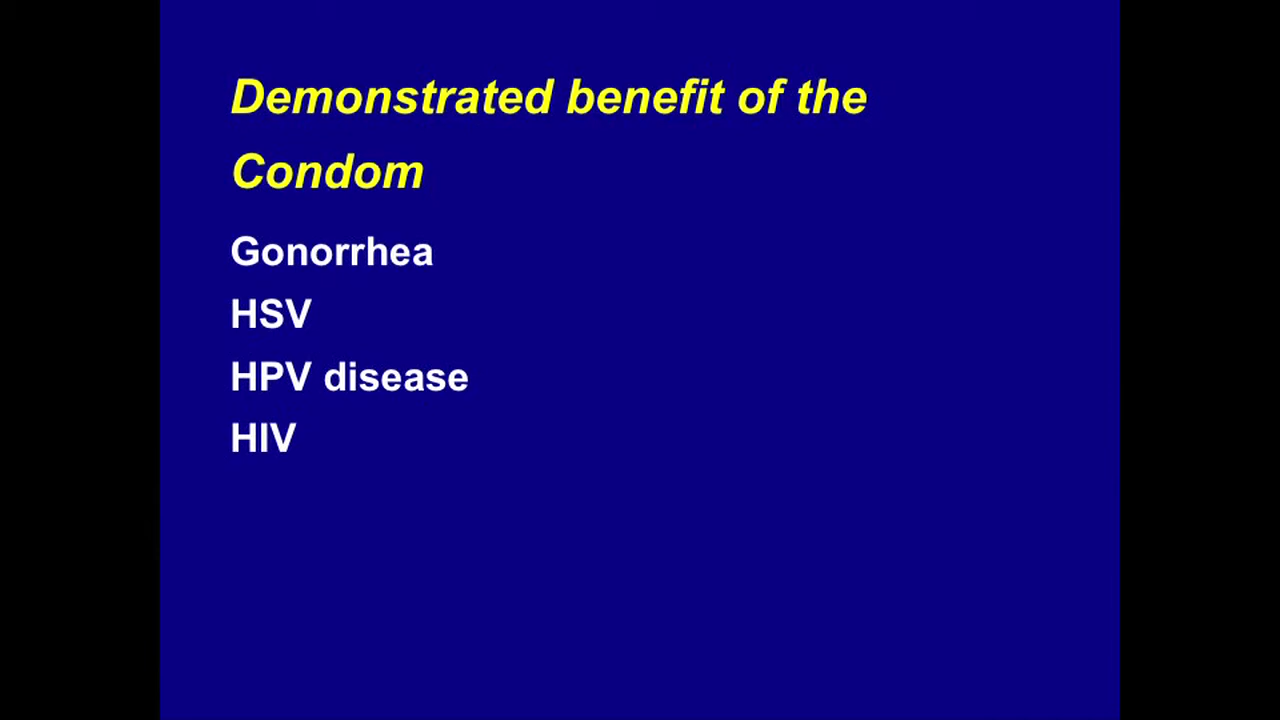 Demonstrated benefit of the
Condom
Gonorrhea
HSV
HPV disease
HIV